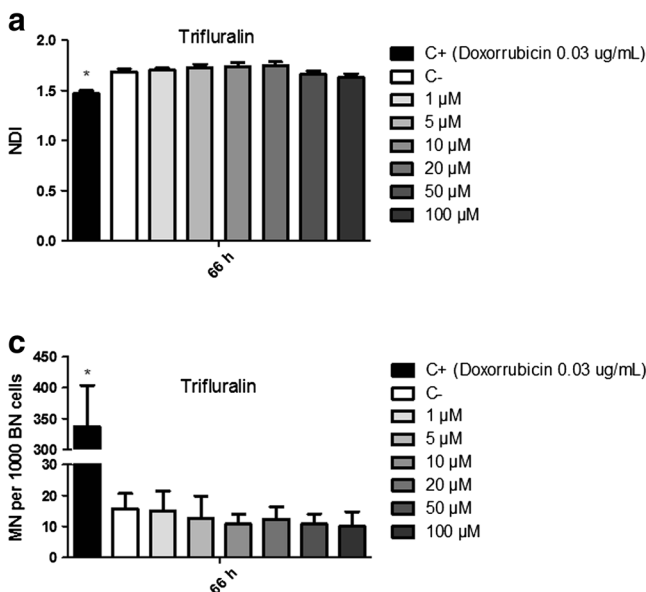 a
Trifluralin
*
2.0
1.5
1.0
0.5
0.0
NDI
66 h
C+ (Doxorrubicin 0.03 ug/mL)
C-
1 µM
5 µM
10 µM
20 µM
50 µM
100 µM
c
Trifluralin
*
450
400
350
300
30
20
10
0
MN per 1000 BN cells
66 h
C+ (Doxorrubicin 0.03 ug/mL)
C-
1 µM
5 µM
10 µM
20 µM
50 µM
100 µM